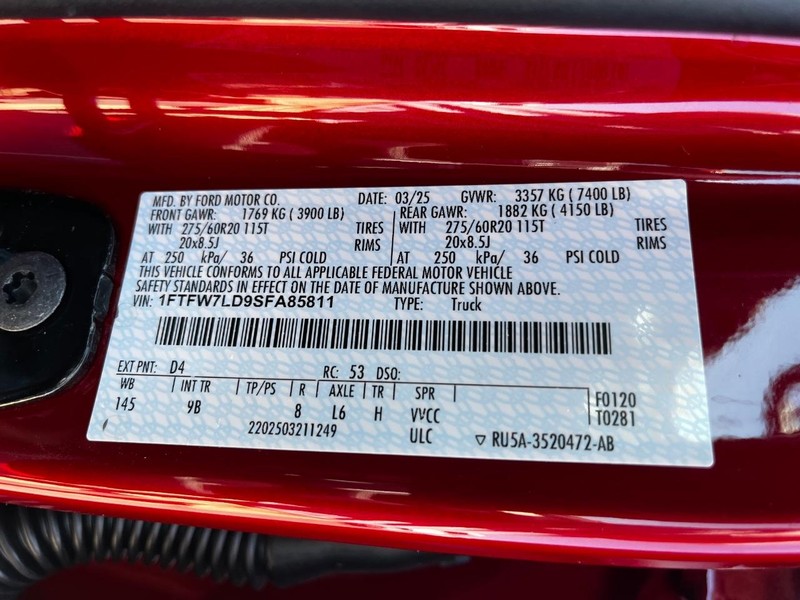 MFD. BY FORD MOTOR CO. DATE: 03/25 GVWR: 3357 KG ( 7400 LB)
FRONT GAWR: 1769 KG ( 3900 LB) REAR GAWR: 1882 KG ( 4150 LB)
WITH 275/60R20 115T TIRES WITH 275/60R20 115T TIRES
20x8.5J RIMS 20x8.5J RIMS
AT 250 kPa/ 36 PSI COLD AT 250 kPa/ 36 PSI COLD
THIS VEHICLE CONFORMS TO ALL APPLICABLE FEDERAL MOTOR VEHICLE
SAFETY STANDARDS IN EFFECT ON THE DATE OF MANUFACTURE SHOWN ABOVE.
VIN: 1FTFW7LD9SFA85811 TYPE: Truck
EXT PNT: D4 RC: 53 DSO:
WB INT TR TP/PS R AXLE TR SPR
145 9B 8 L6 H VVCC F0120
2202503211249 ULC T0281
RU5A-3520472-AB